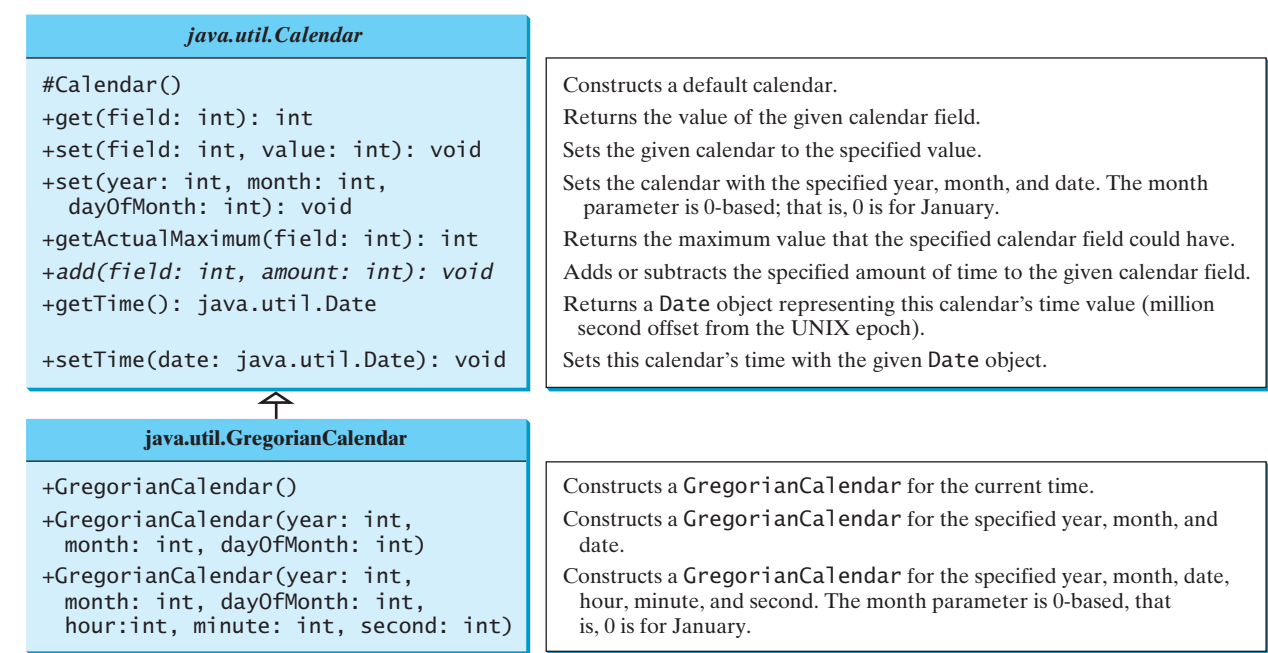 java.util.Calendar
#Calendar()
Constructs a default calendar.
+get(field: int): int
Returns the value of the given calendar field.
+set(field: int, value: int): void
Sets the given calendar to the specified value.
+set(year: int, month: int,
dayOfMonth: int): void
Sets the calendar with the specified year, month, and date. The month
parameter is 0-based; that is, 0 is for January.
+getActualMaximum(field: int): int
Returns the maximum value that the specified calendar field could have.
+add(field: int, amount: int): void
Adds or subtracts the specified amount of time to the given calendar field.
+getTime(): java.util.Date
Returns a Date object representing this calendar's time value (million
second offset from the UNIX epoch).
+setTime(date: java.util.Date): void
Sets this calendar's time with the given Date object.
java.util.GregorianCalendar
+GregorianCalendar()
Constructs a GregorianCalendar for the current time.
+GregorianCalendar(year: int,
month: int, dayOfMonth: int)
Constructs a GregorianCalendar for the specified year, month, and
date.
+GregorianCalendar(year: int,
month: int, dayOfMonth: int,
hour:int, minute: int, second: int)
Constructs a GregorianCalendar for the specified year, month, date,
hour, minute, and second. The month parameter is 0-based, that
is, 0 is for January.